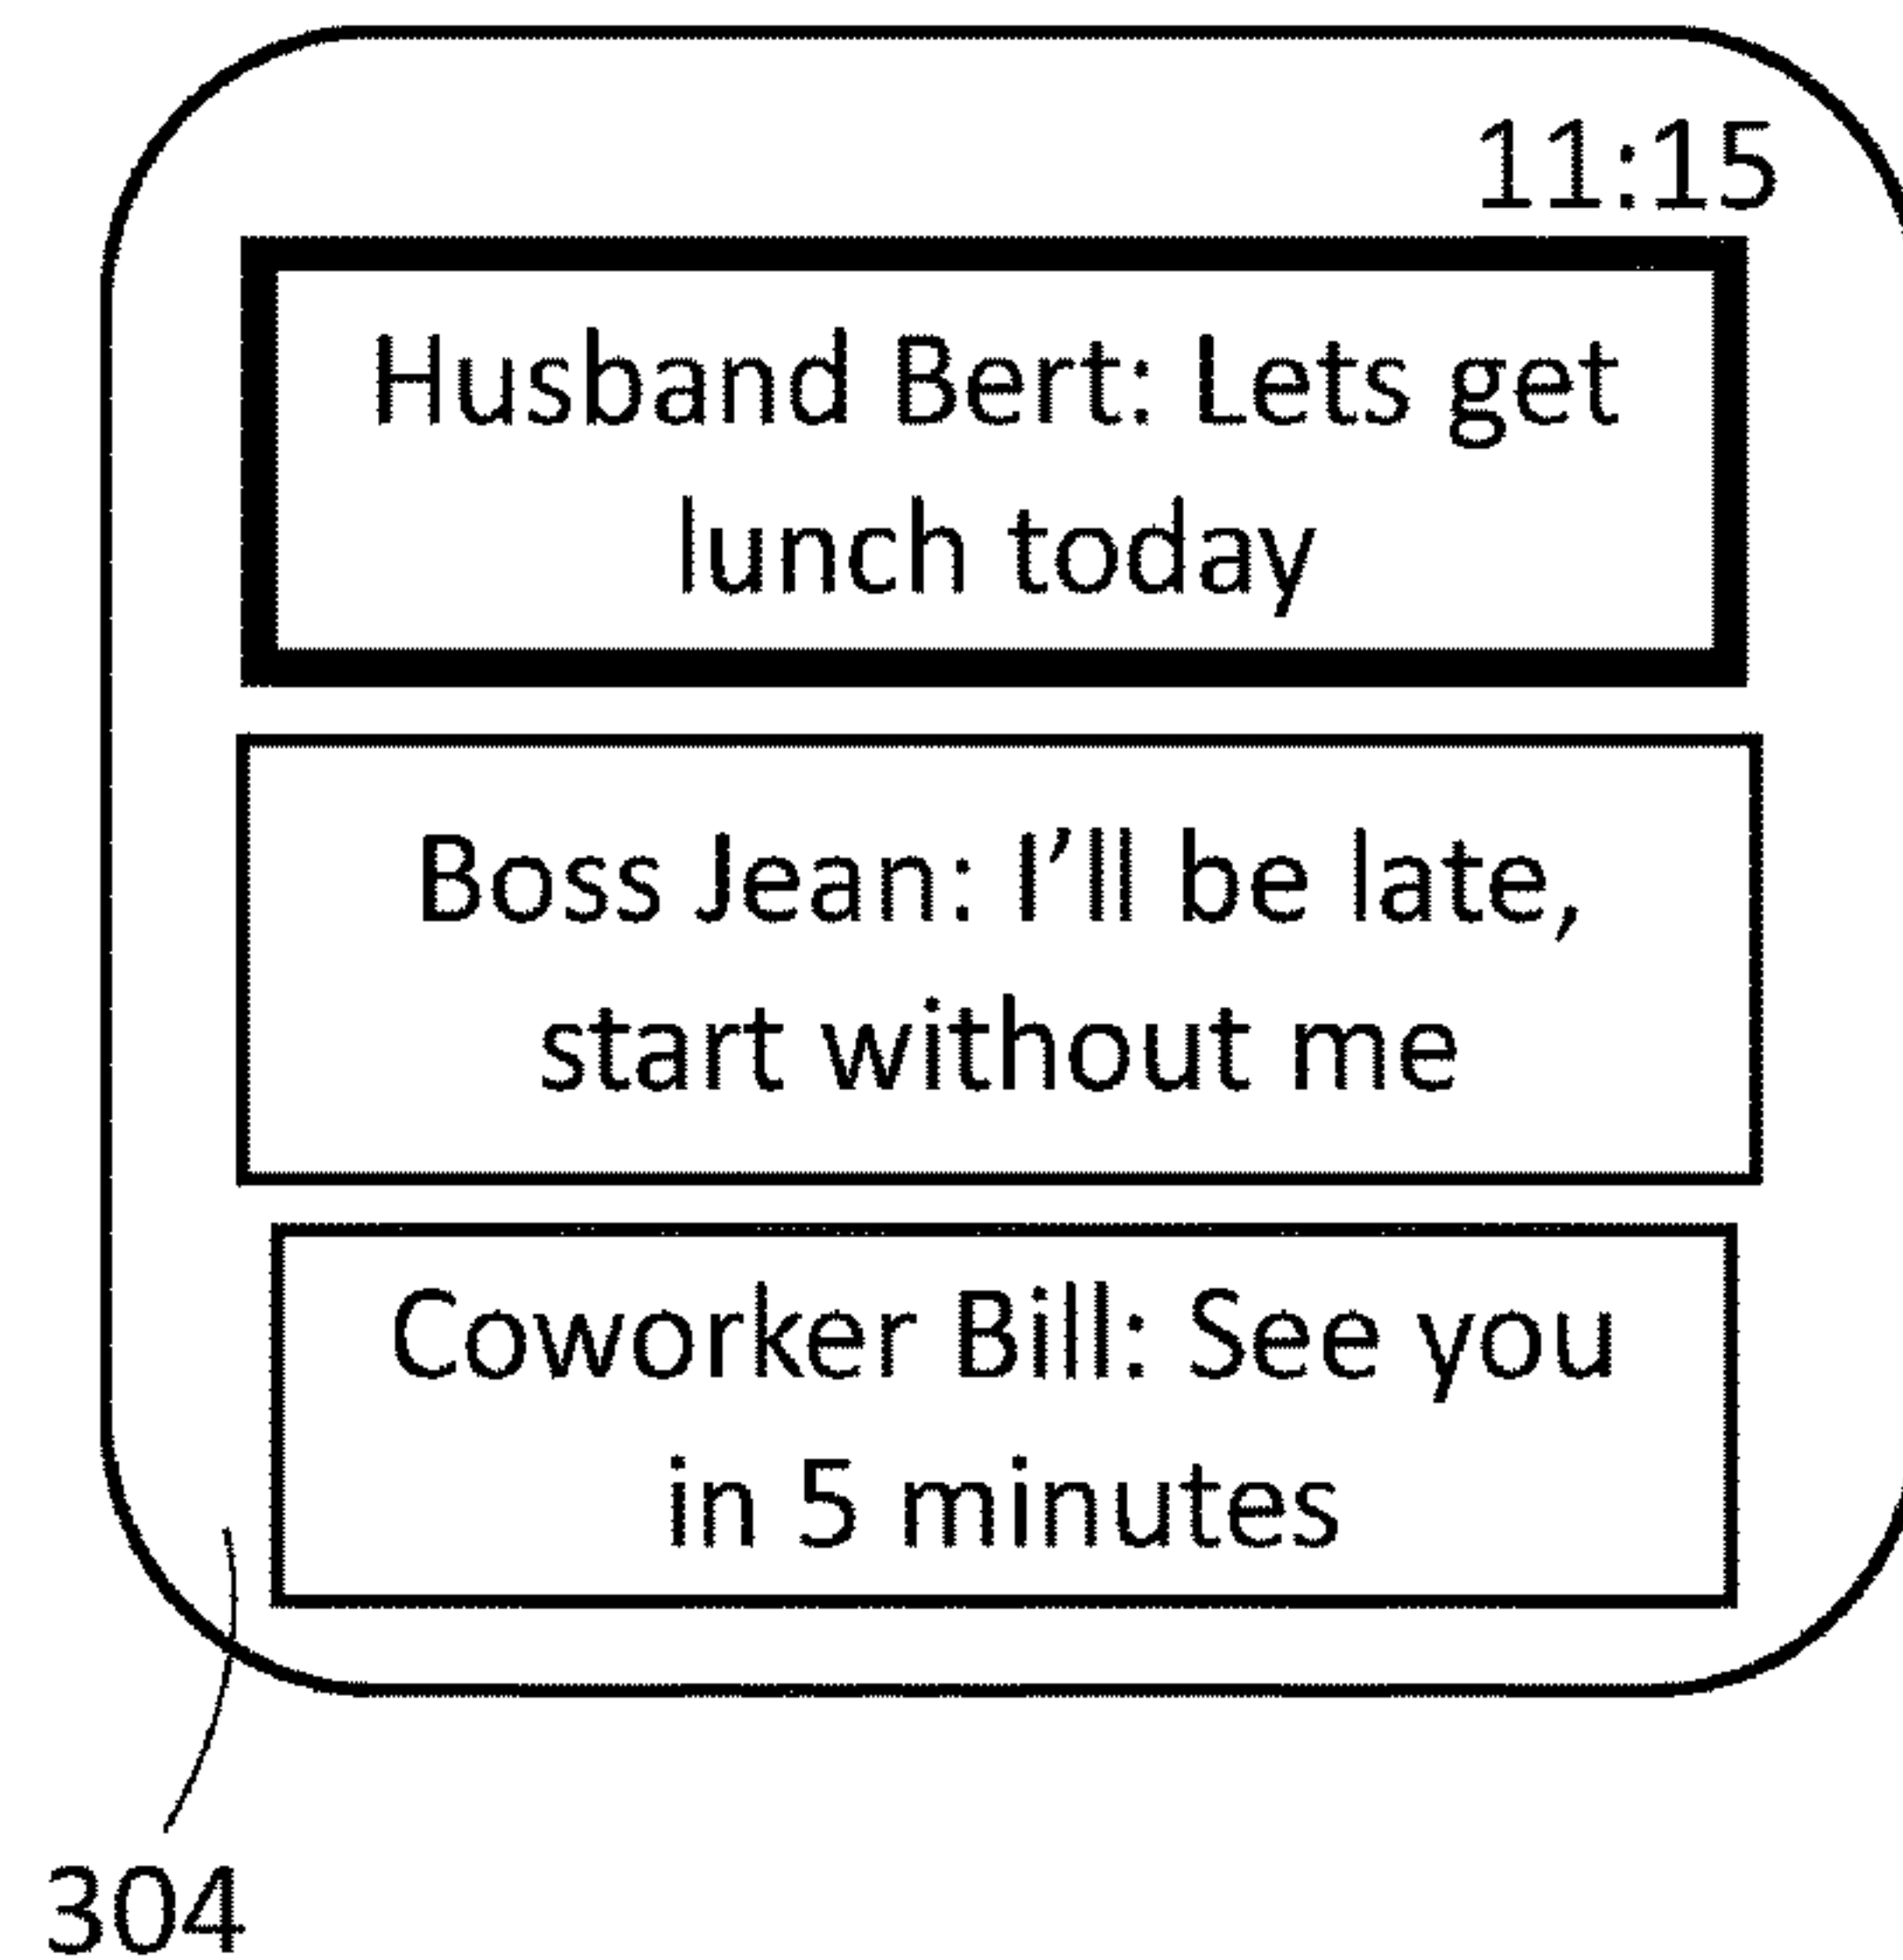 11:15
Husband Bert: Lets get
lunch today
Boss Jean: I’ll be late,
start without me
Coworker Bill: See you
in 5 minutes
304